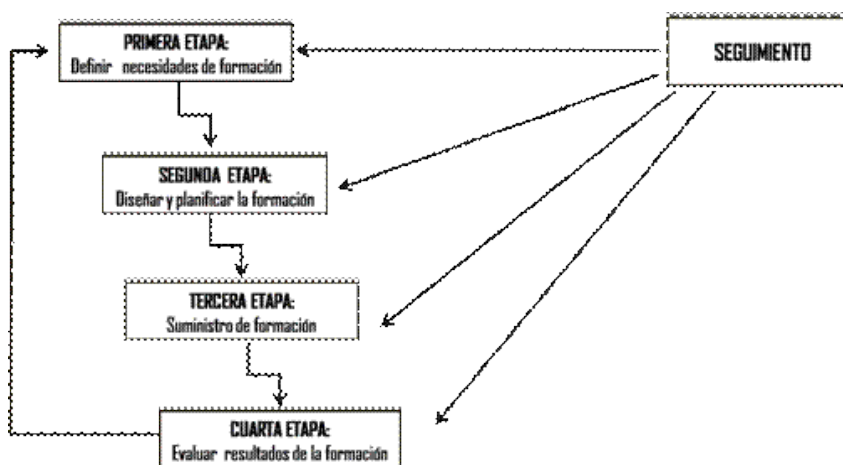 PRIMERA ETAPA:
Definir necesidades de formación
SEGUIMIENTO
SEGUNDA ETAPA:
Diseñar y planificar la formación
TERCERA ETAPA:
Suministro de formación
CUARTA ETAPA:
Evaluar resultados de la formación